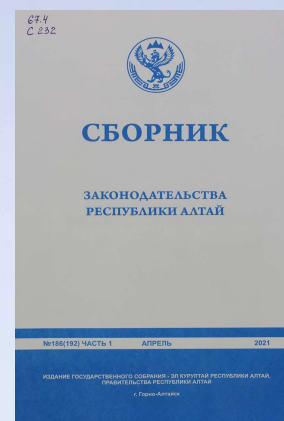 67.4
С 232
СБОРНИК
ЗАКОНОДАТЕЛЬСТВА
РЕСПУБЛИКИ АЛТАЙ
№186(192) ЧАСТЬ 1 АПРЕЛЬ 2021
ИЗДАНИЕ ГОСУДАРСТВЕННОГО СОБРАНИЯ - ЭЛ КУРУЛТАЙ РЕСПУБЛИКИ АЛТАЙ,
ПРАВИТЕЛЬСТВА РЕСПУБЛИКИ АЛТАЙ
г. Горно-Алтайск